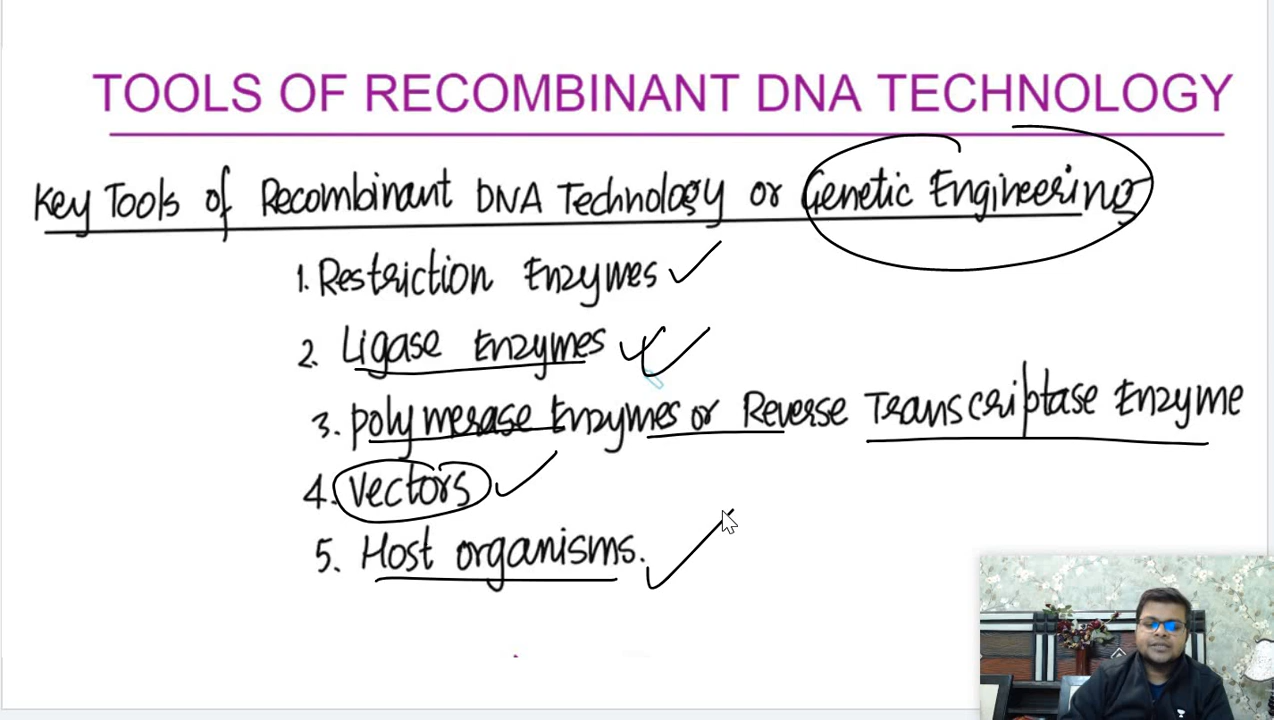 TOOLS OF RECOMBINANT DNA TECHNOLOGY
Key Tools of Recombinant DNA Technology or Genetic Engineering
1. Restriction Enzymes
2. Ligase Enzymes
3. polymerase Enzymes or Reverse Transcriptase Enzyme
4. Vectors
5. Host organisms.